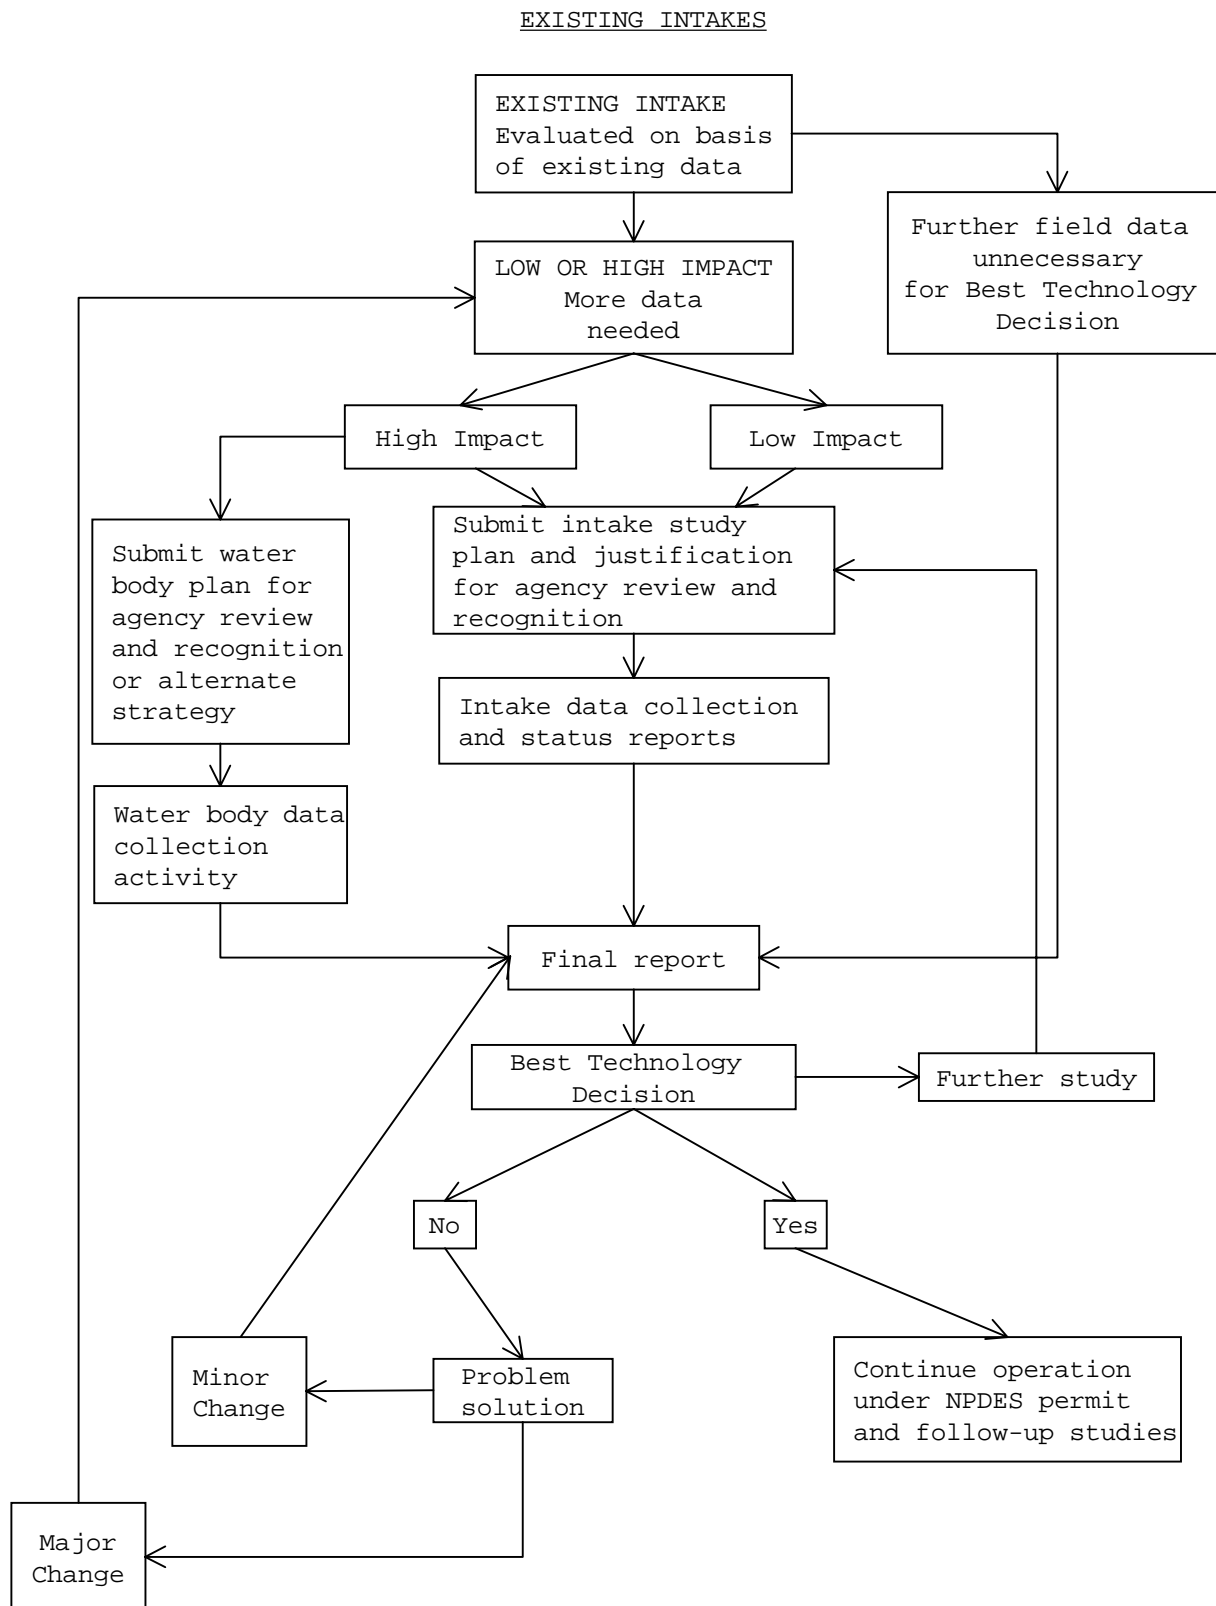 EXISTING INTAKES
EXISTING INTAKE
Evaluated on basis
of existing data
Further field data
unnecessary
for Best Technology
Decision
LOW OR HIGH IMPACT
More data
needed
High Impact
Low Impact
Submit water
body plan for
agency review
and recognition
or alternate
strategy
Submit intake study
plan and justification
for agency review and
recognition
Intake data collection
and status reports
Water body data
collection
activity
Final report
Best Technology
Decision
Further study
No
Yes
Minor
Change
Problem
solution
Continue operation
under NPDES permit
and follow-up studies
Major
Change